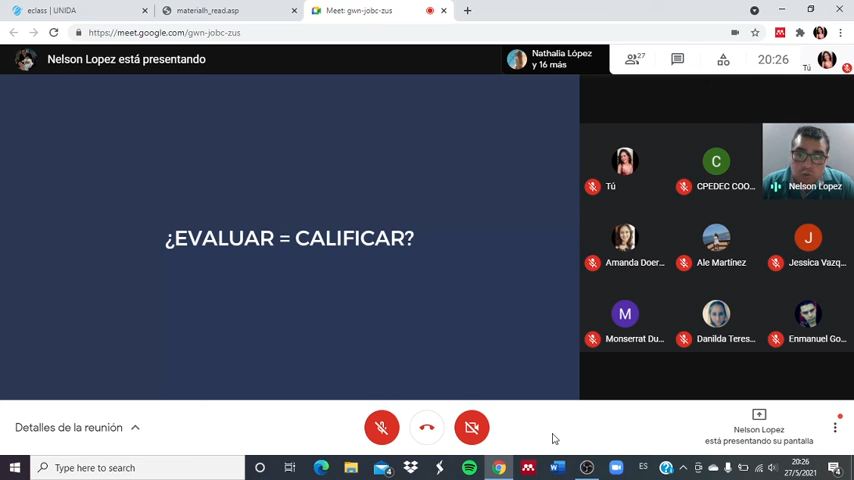 eclass | UNIDA
materialh_read.asp
Meet: gwn-jobc-zus
https://meet.google.com/gwn-jobc-zus
Nelson Lopez está presentando
Nathalia López
y 16 más
27
20:26
Tú
¿EVALUAR = CALIFICAR?
Tú
C
CPEDEC COO...
Nelson Lopez
Amanda Doer...
Ale Martínez
J
Jessica Vazq...
M
Monserrat Du...
Danilda Teres...
Enmanuel Go...
Detalles de la reunión
Nelson Lopez
está presentando su pantalla
Type here to search
4
W
ES
20:26
27/5/2021
4